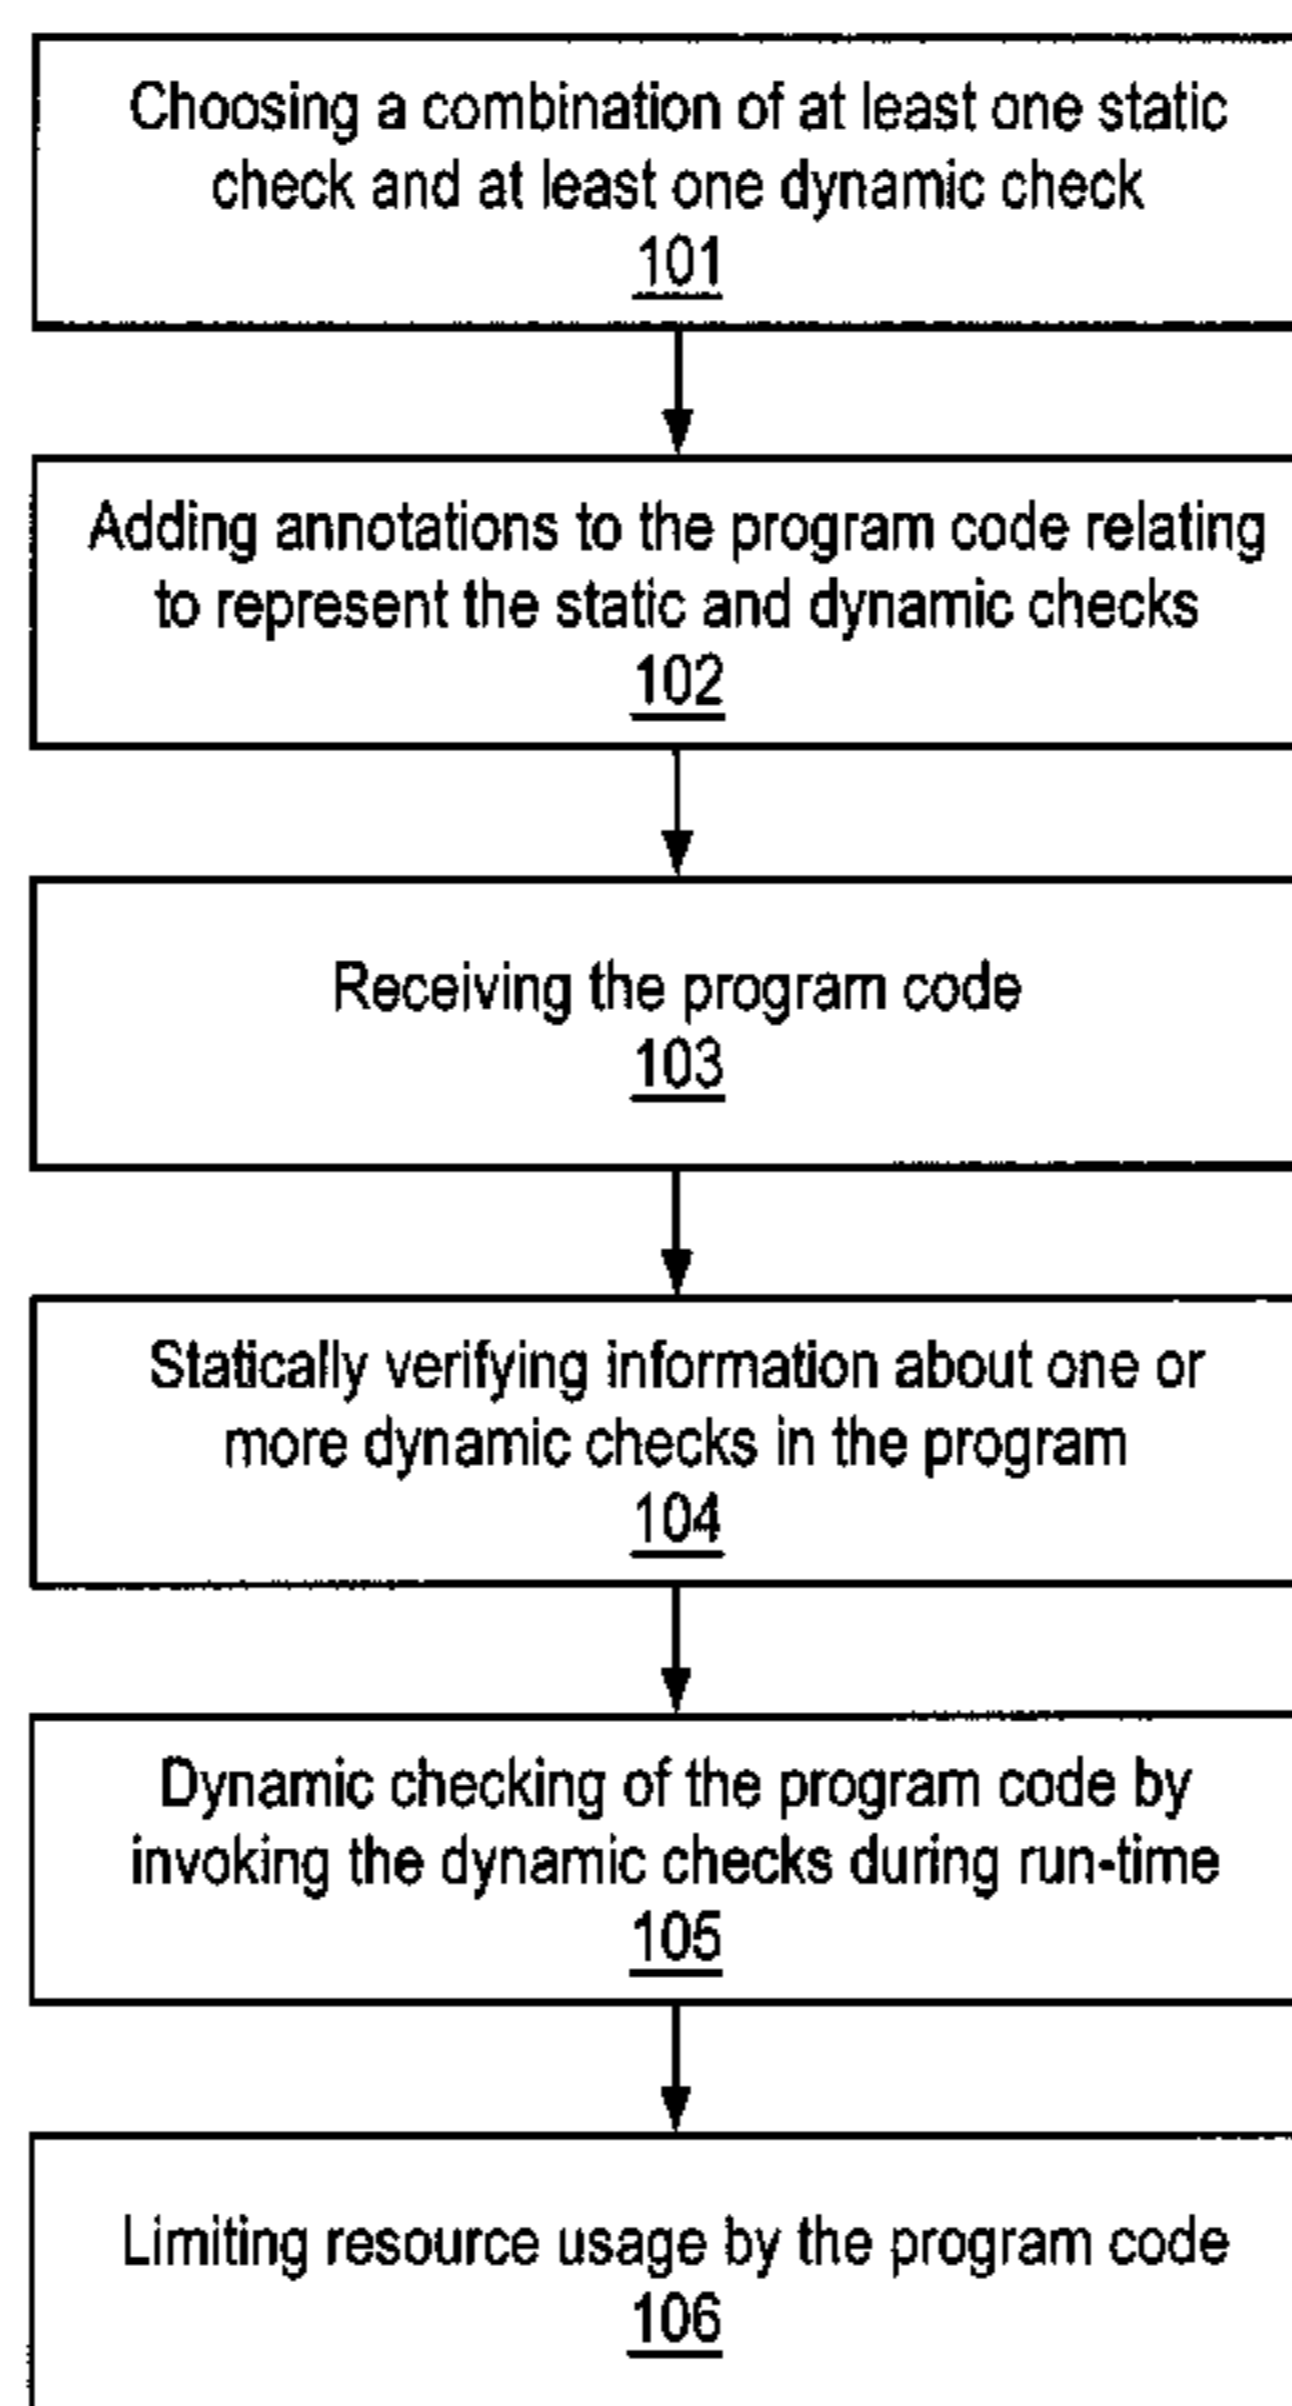 Choosing a combination of at least one static
check and at least one dynamic check
101
Adding annotations to the program code relating
to represent the static and dynamic checks
102
Receiving the program code
103
Statically verifying information about one or
more dynamic checks in the program
104
Dynamic checking of the program code by
invoking the dynamic checks during run-time
105
Limiting resource usage by the program code
106